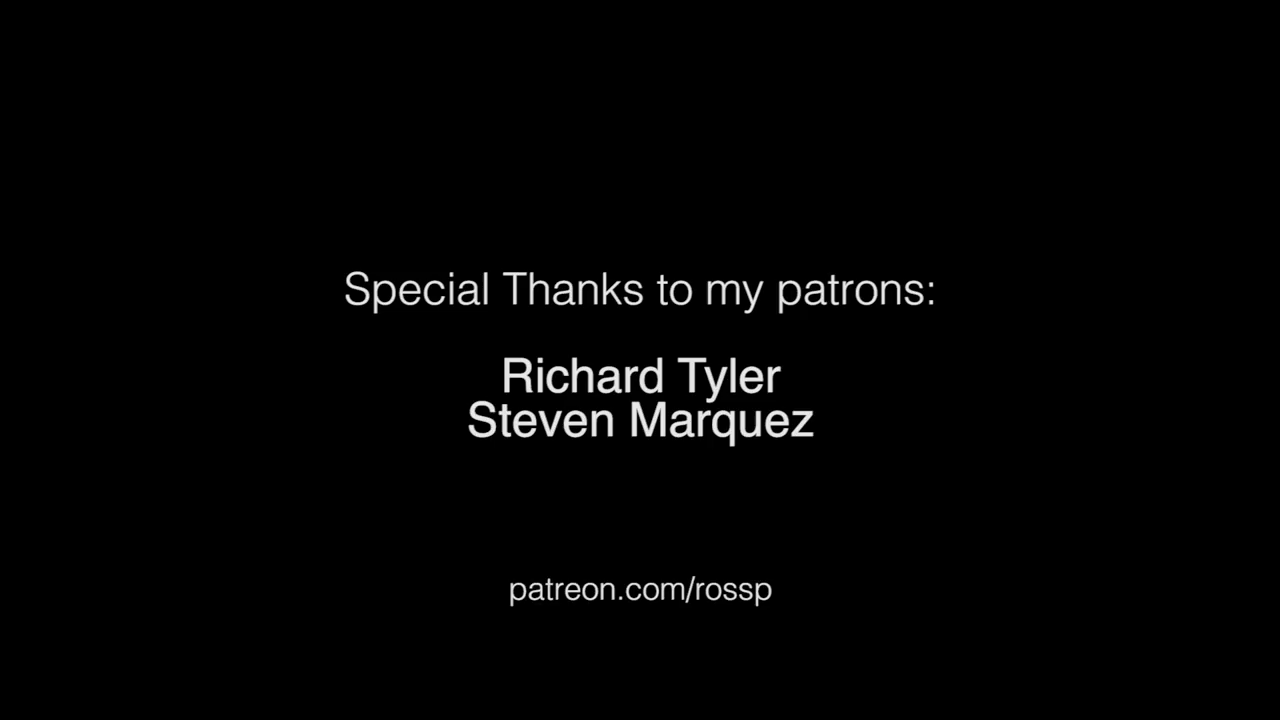 Special Thanks to my patrons:
Richard Tyler
Steven Marquez
patreon.com/rossp